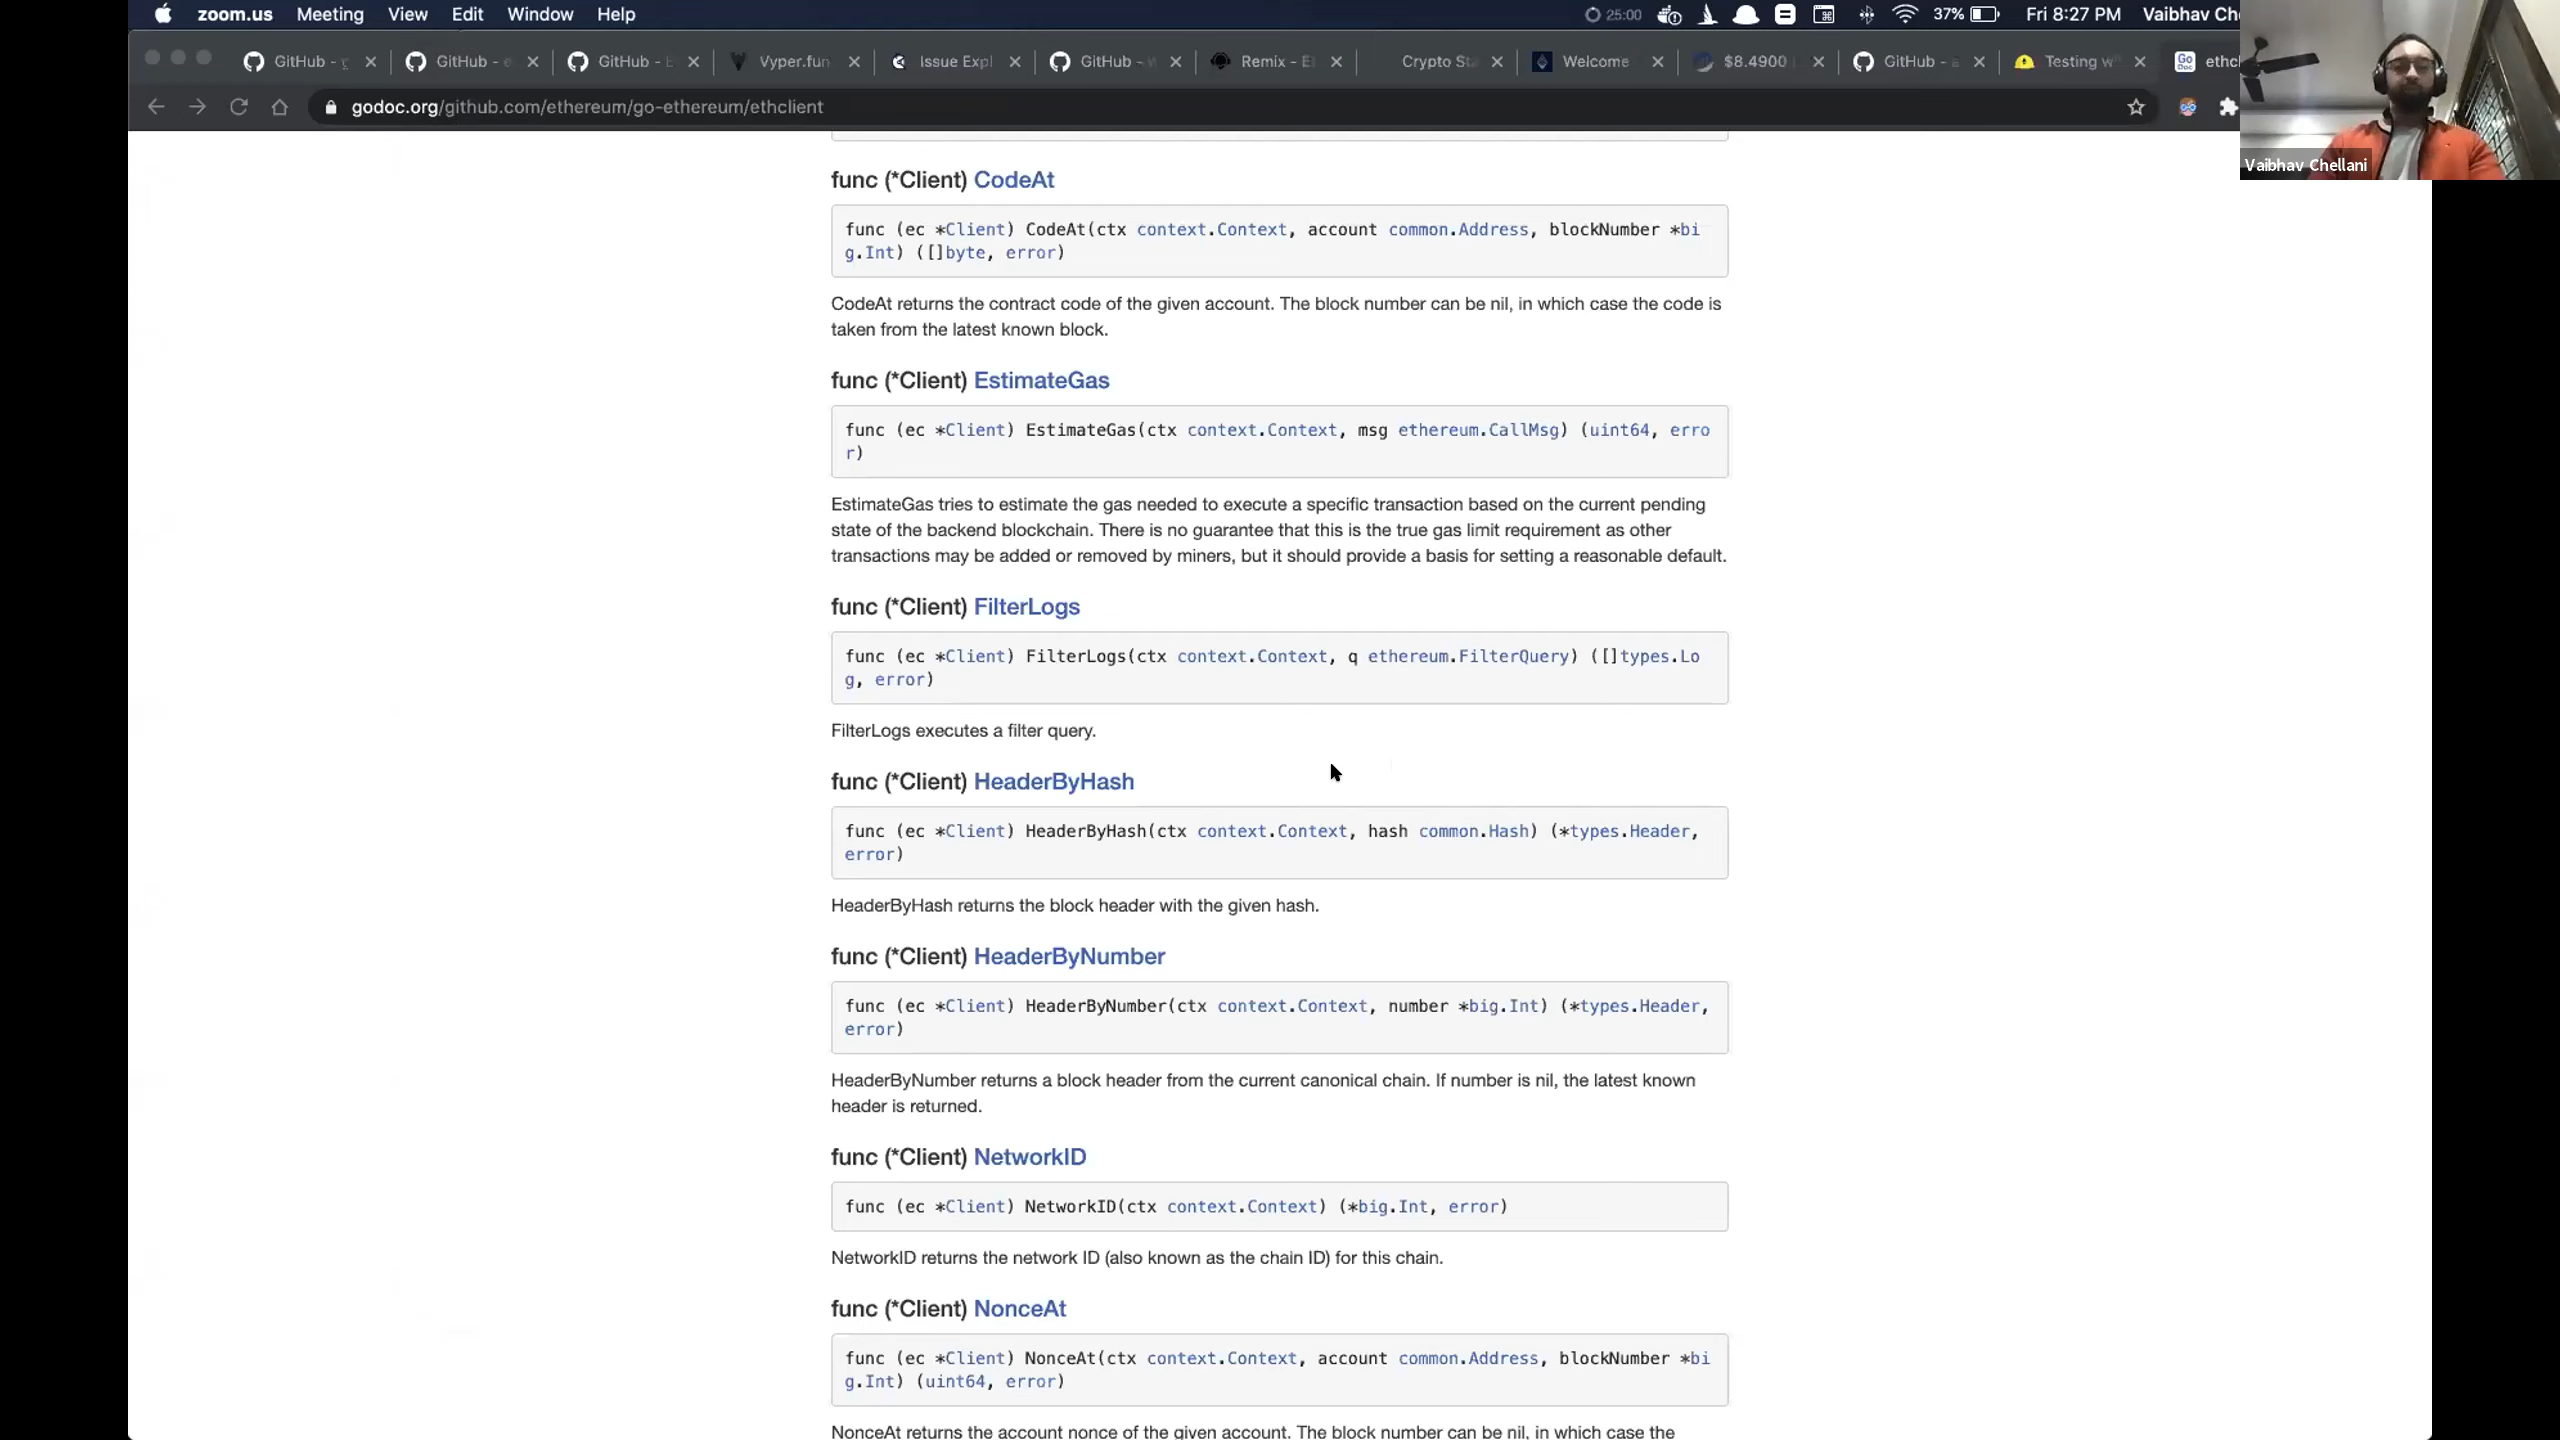 zoom.us Meeting View Edit Window Help 25:00 37% Fri 8:27 PM Vaibhav Ch
GitHub - GitHub - e GitHub - E Vyper.fun Issue Expl GitHub - Remix - E Crypto St Welcome $8.4900 GitHub - Testing w ethcl
godoc.org/github.com/ethereum/go-ethereum/ethclient
Vaibhav Chellani
func (*Client) CodeAt
func (ec *Client) CodeAt(ctx context.Context, account common.Address, blockNumber *bi
g.Int) ([]byte, error)
CodeAt returns the contract code of the given account. The block number can be nil, in which case the code is
taken from the latest known block.
func (*Client) EstimateGas
func (ec *Client) EstimateGas(ctx context.Context, msg ethereum.CallMsg) (uint64, erro
r)
EstimateGas tries to estimate the gas needed to execute a specific transaction based on the current pending
state of the backend blockchain. There is no guarantee that this is the true gas limit requirement as other
transactions may be added or removed by miners, but it should provide a basis for setting a reasonable default.
func (*Client) FilterLogs
func (ec *Client) FilterLogs(ctx context.Context, q ethereum.FilterQuery) ([]types.Lo
g, error)
FilterLogs executes a filter query.
func (*Client) HeaderByHash
func (ec *Client) HeaderByHash(ctx context.Context, hash common.Hash) (*types.Header,
error)
HeaderByHash returns the block header with the given hash.
func (*Client) HeaderByNumber
func (ec *Client) HeaderByNumber(ctx context.Context, number *big.Int) (*types.Header,
error)
HeaderByNumber returns a block header from the current canonical chain. If number is nil, the latest known
header is returned.
func (*Client) NetworkID
func (ec *Client) NetworkID(ctx context.Context) (*big.Int, error)
NetworkID returns the network ID (also known as the chain ID) for this chain.
func (*Client) NonceAt
func (ec *Client) NonceAt(ctx context.Context, account common.Address, blockNumber *bi
g.Int) (uint64, error)
NonceAt returns the account nonce of the given account. The block number can be nil, in which case the